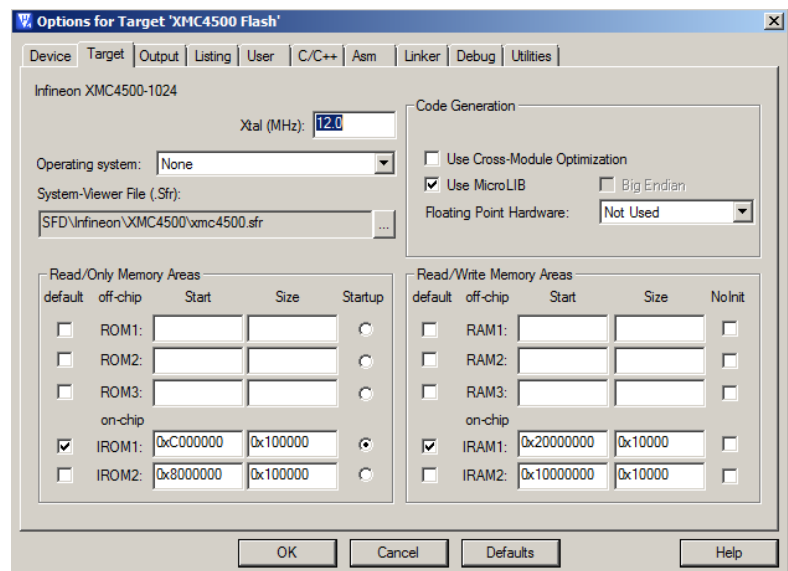 Options for Target 'XMC4500 Flash'
Device Target Output Listing User C/C++ Asm Linker Debug Utilities
Infineon XMC4500-1024
Xtal (MHz): 12.0
Operating system: None
System-Viewer File (.Sfr):
SFD\Infineon\XMC4500\xmc4500.sfr ...
Code Generation
Use Cross-Module Optimization
Use MicroLIB Big Endian
Floating Point Hardware: Not Used
Read/Only Memory Areas
default off-chip Start Size Startup
ROM1:
ROM2:
ROM3:
on-chip
IROM1: 0xC000000 0x100000
IROM2: 0x8000000 0x100000
Read/Write Memory Areas
default off-chip Start Size NoInit
RAM1:
RAM2:
RAM3:
on-chip
IRAM1: 0x20000000 0x10000
IRAM2: 0x10000000 0x10000
OK Cancel Defaults Help